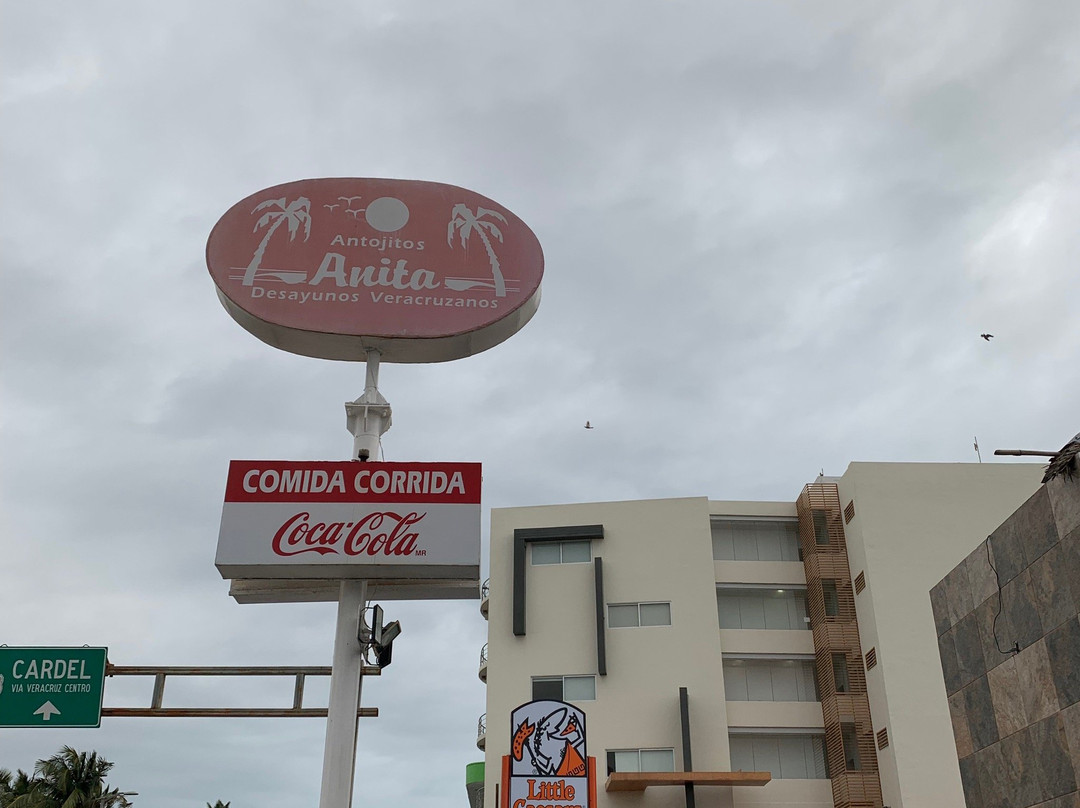 Antojitos
Anita
Desayunos Veracruzanos
COMIDA CORRIDA
Coca-Cola MR
CARDEL
VIA VERACRUZ CENTRO
Little
Caesars